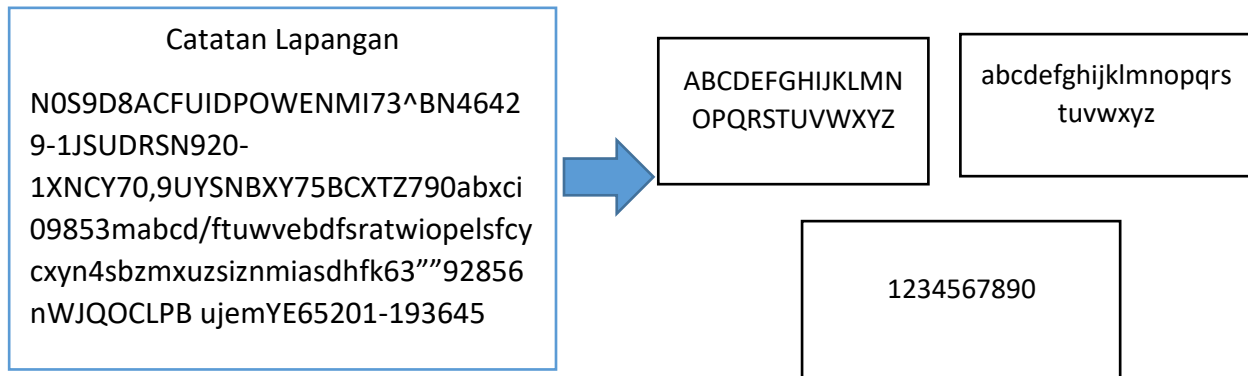 Catatan Lapangan
N0S9D8ACFUIDPOWENMI73^BN4642
9-1JSUDRSN920-
1XNCY70,9UYSNBXY75BCXTZ790abxci
09853mabcd/ftuwvebdfsratwiopelsfcy
cxyn4sbzmxuzsiznmiasdhfk63””92856
nWJQOCLPB ujemYE65201-193645
ABCDEFGHIJKLMN
OPQRSTUVWXYZ
abcdefghijklmnopqrs
tuvwxyz
1234567890